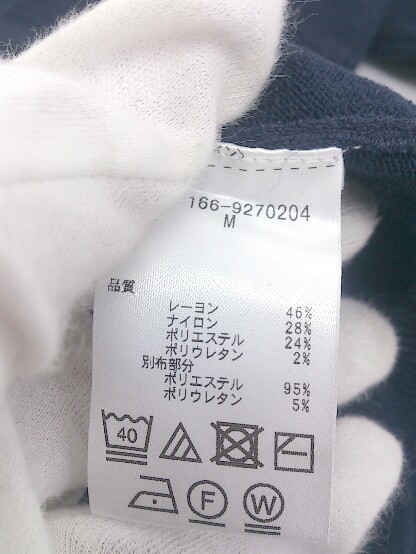 166-9270204
M
品質
レーヨン 46%
ナイロン 28%
ポリエステル 24%
ポリウレタン 2%
別布部分
ポリエステル 95%
ポリウレタン 5%
40
F W